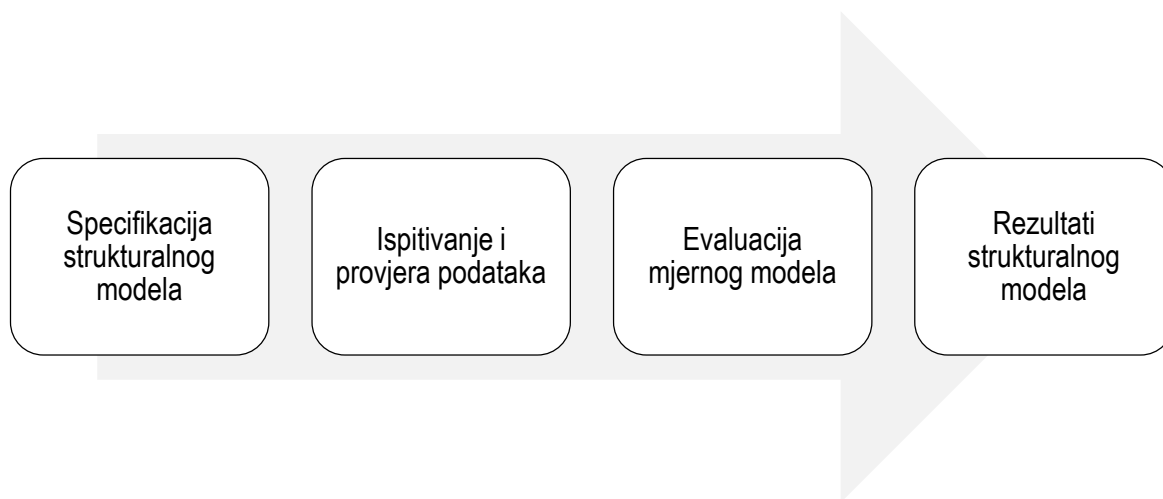 Specifikacija
strukturalnog
modela
Ispitivanje i
provjera podataka
Evaluacija
mjernog modela
Rezultati
strukturalnog
modela